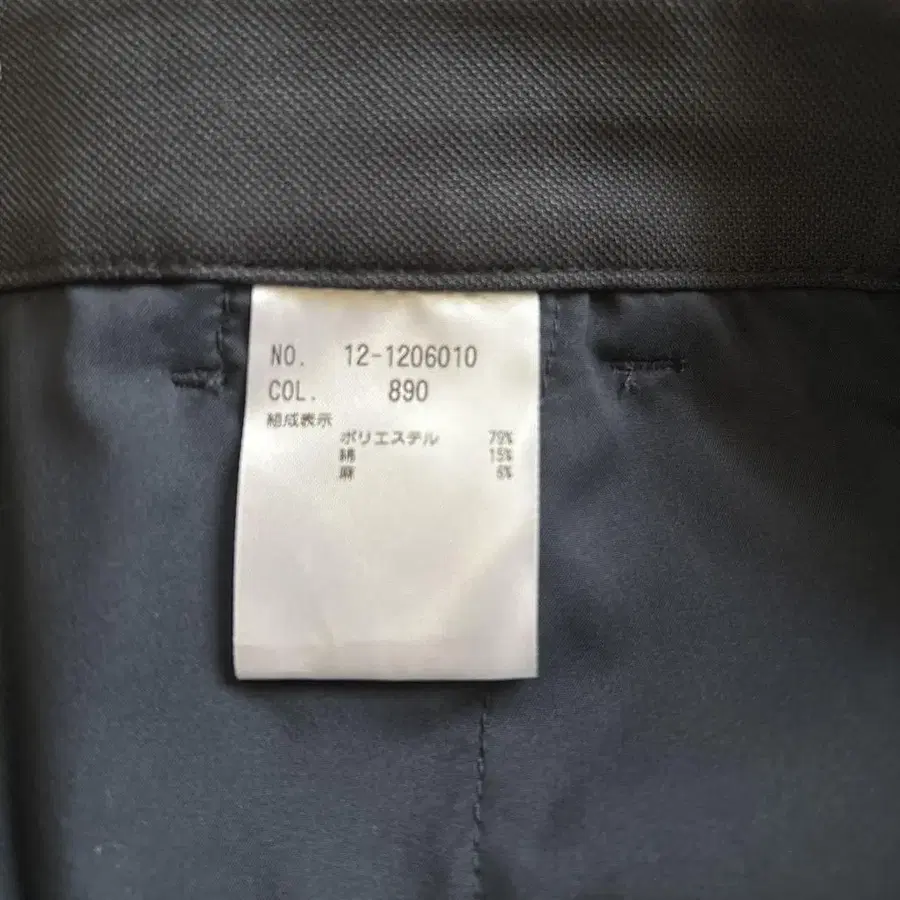 NO. 12-1206010
COL. 890
組成表示
ポリエステル 79%
綿 15%
麻 6%